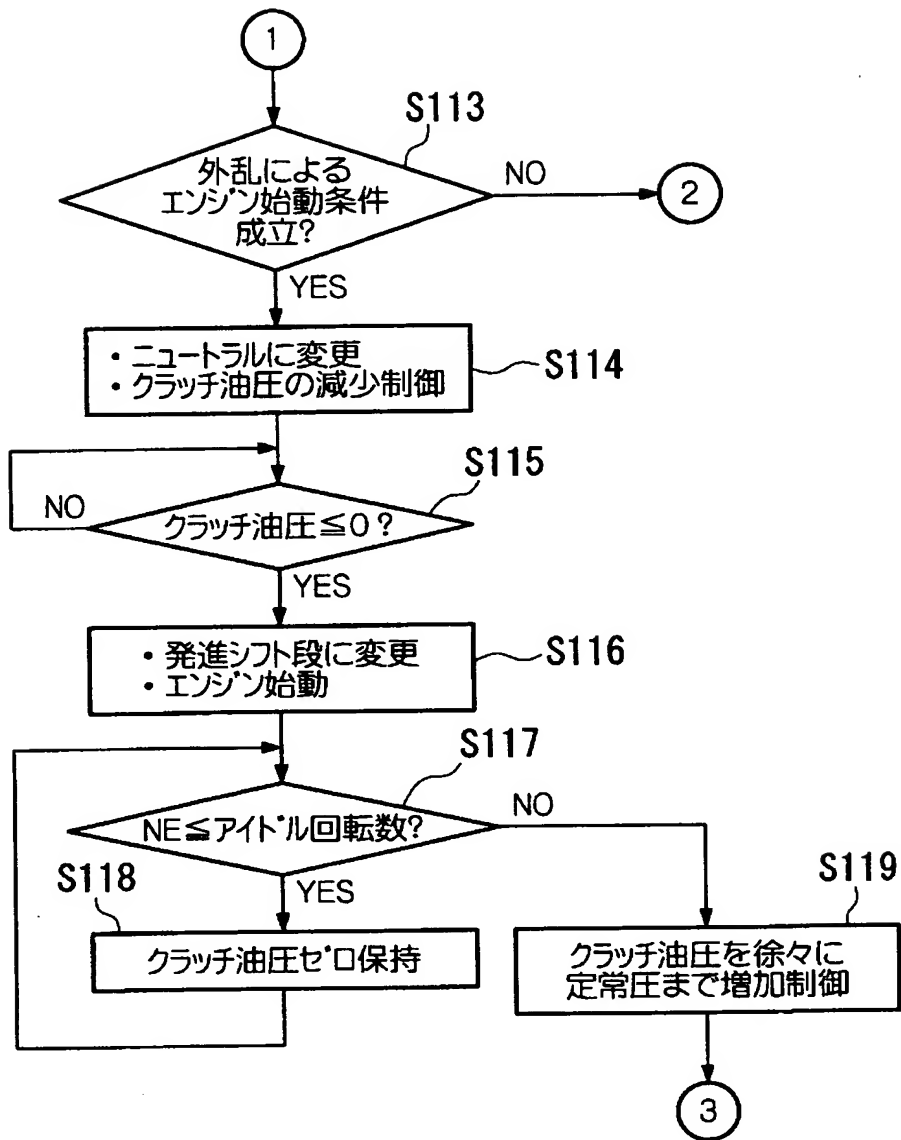 1
S113
外乱による
エンジン始動条件
成立?
NO
2
YES
・ニュートラルに変更
・クラッチ油圧の減少制御
S114
S115
NO
クラッチ油圧≦0?
YES
・発進シフト段に変更
・エンジン始動
S116
S117
NE≦アイドル回転数?
NO
S118
YES
S119
クラッチ油圧ゼロ保持
クラッチ油圧を徐々に
定常圧まで増加制御
3